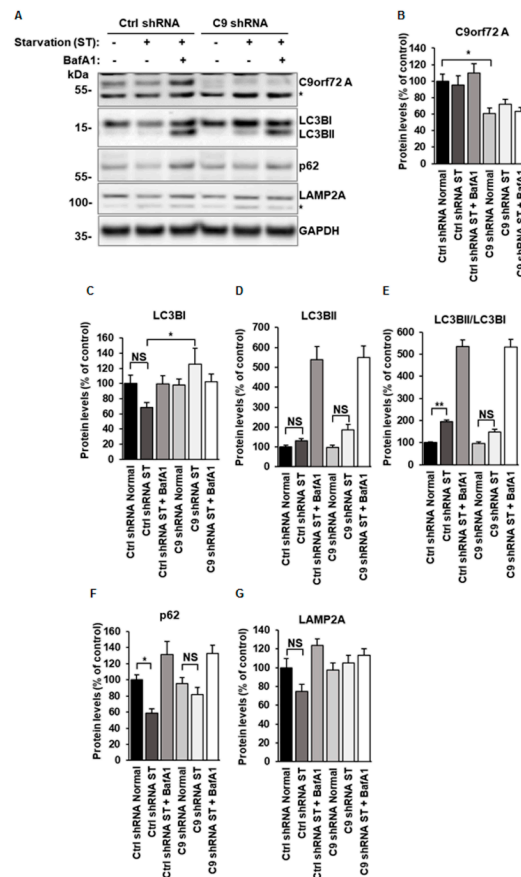 A
Ctrl shRNA C9 shRNA
Starvation (ST): - + + - + +
BafA1: + +
kDa
55- C9orf72 A
*
15- LC3BI
LC3BII
55- p62
100- LAMP2A
*
35- GAPDH
B
C9orf72 A
Protein levels (% of control)
140
120
100
80
60
40
20
0
*
Ctrl shRNA Normal
Ctrl shRNA ST
Ctrl shRNA ST + BafA1
C9 shRNA Normal
C9 shRNA ST
C9 shRNA ST + BafA1
C
LC3BI
Protein levels (% of control)
160
140
120
100
80
60
40
20
0
NS
*
Ctrl shRNA Normal
Ctrl shRNA ST
Ctrl shRNA ST + BafA1
C9 shRNA Normal
C9 shRNA ST
C9 shRNA ST + BafA1
D
LC3BII
Protein levels (% of control)
600
500
400
300
200
100
0
NS
NS
Ctrl shRNA Normal
Ctrl shRNA ST
Ctrl shRNA ST + BafA1
C9 shRNA Normal
C9 shRNA ST
C9 shRNA ST + BafA1
E
LC3BII/LC3BI
Protein levels (% of control)
600
500
400
300
200
100
0
**
NS
Ctrl shRNA Normal
Ctrl shRNA ST
Ctrl shRNA ST + BafA1
C9 shRNA Normal
C9 shRNA ST
C9 shRNA ST + BafA1
F
p62
Protein levels (% of control)
160
140
120
100
80
60
40
20
0
*
NS
Ctrl shRNA Normal
Ctrl shRNA ST
Ctrl shRNA ST + BafA1
C9 shRNA Normal
C9 shRNA ST
C9 shRNA ST + BafA1
G
LAMP2A
Protein levels (% of control)
140
120
100
80
60
40
20
0
NS
Ctrl shRNA Normal
Ctrl shRNA ST
Ctrl shRNA ST + BafA1
C9 shRNA Normal
C9 shRNA ST
C9 shRNA ST + BafA1